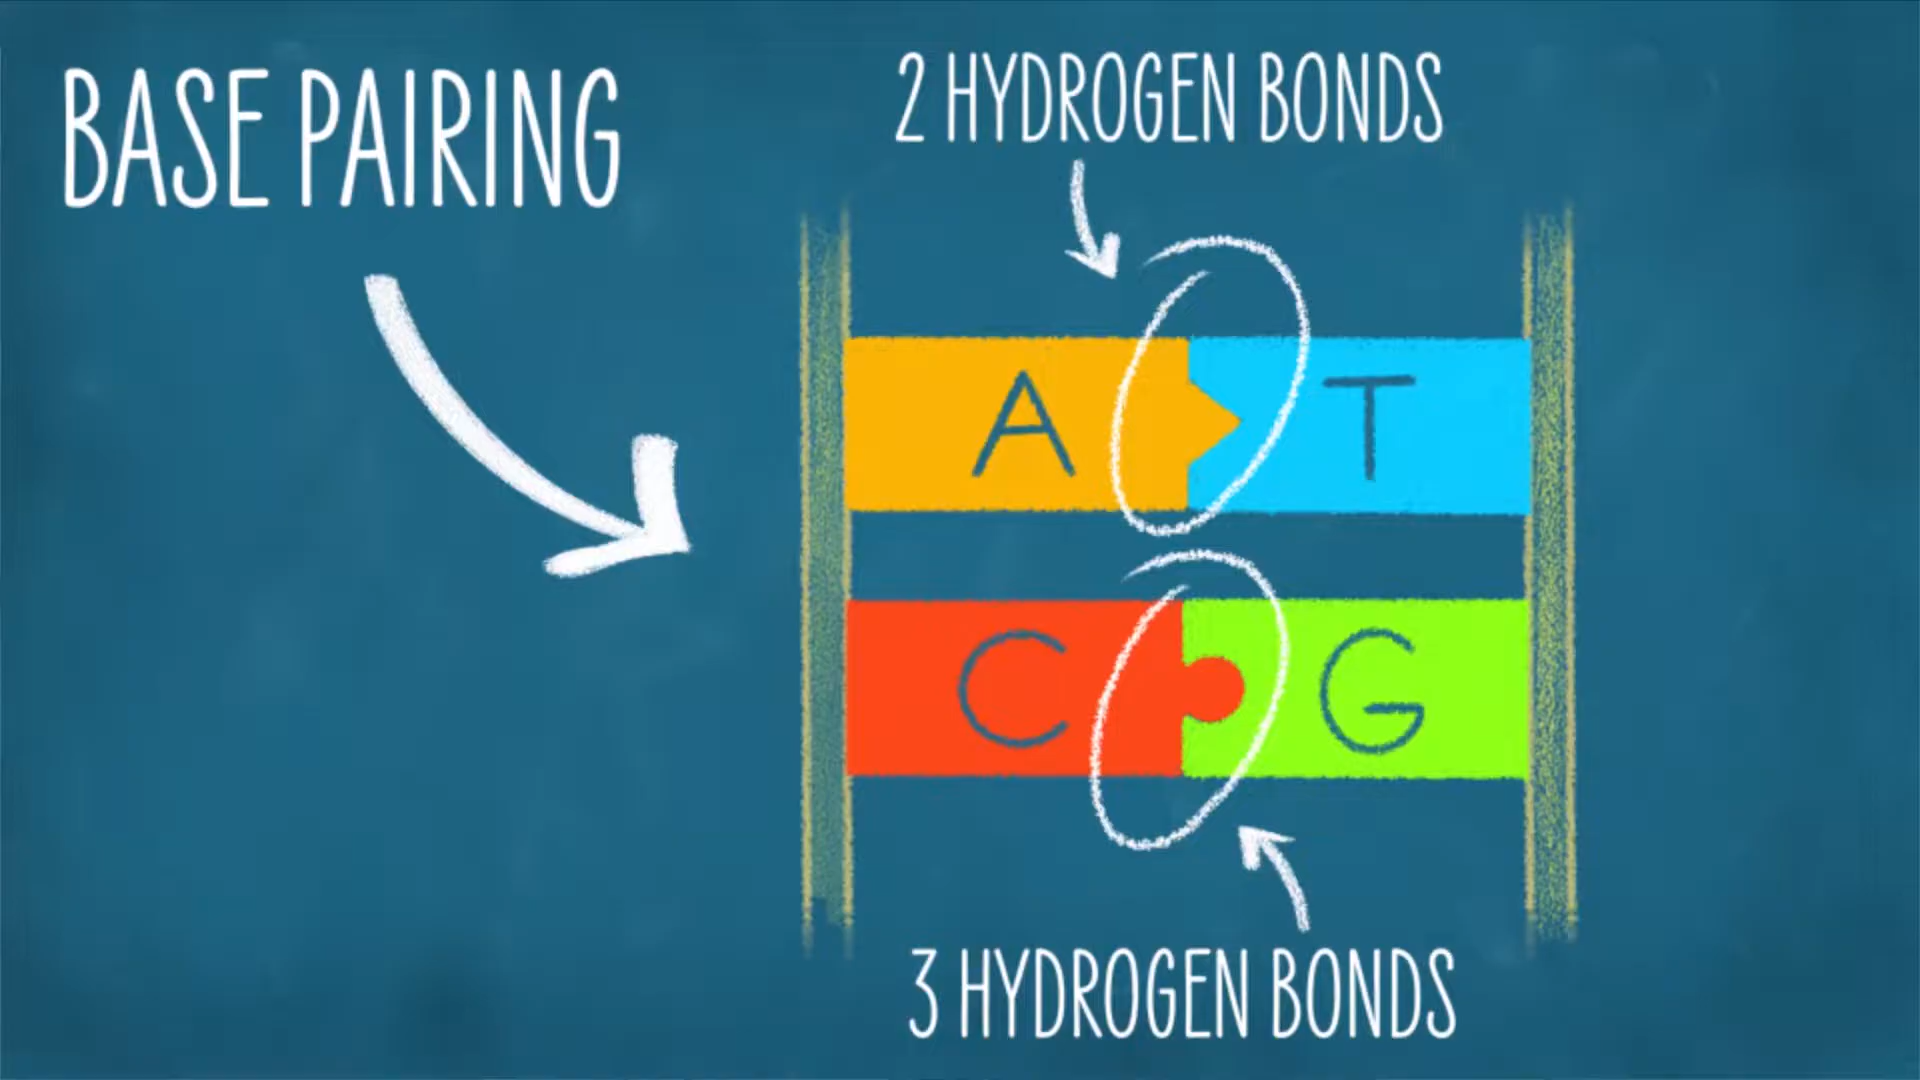 BASE PAIRING
2 HYDROGEN BONDS
A T
C G
3 HYDROGEN BONDS